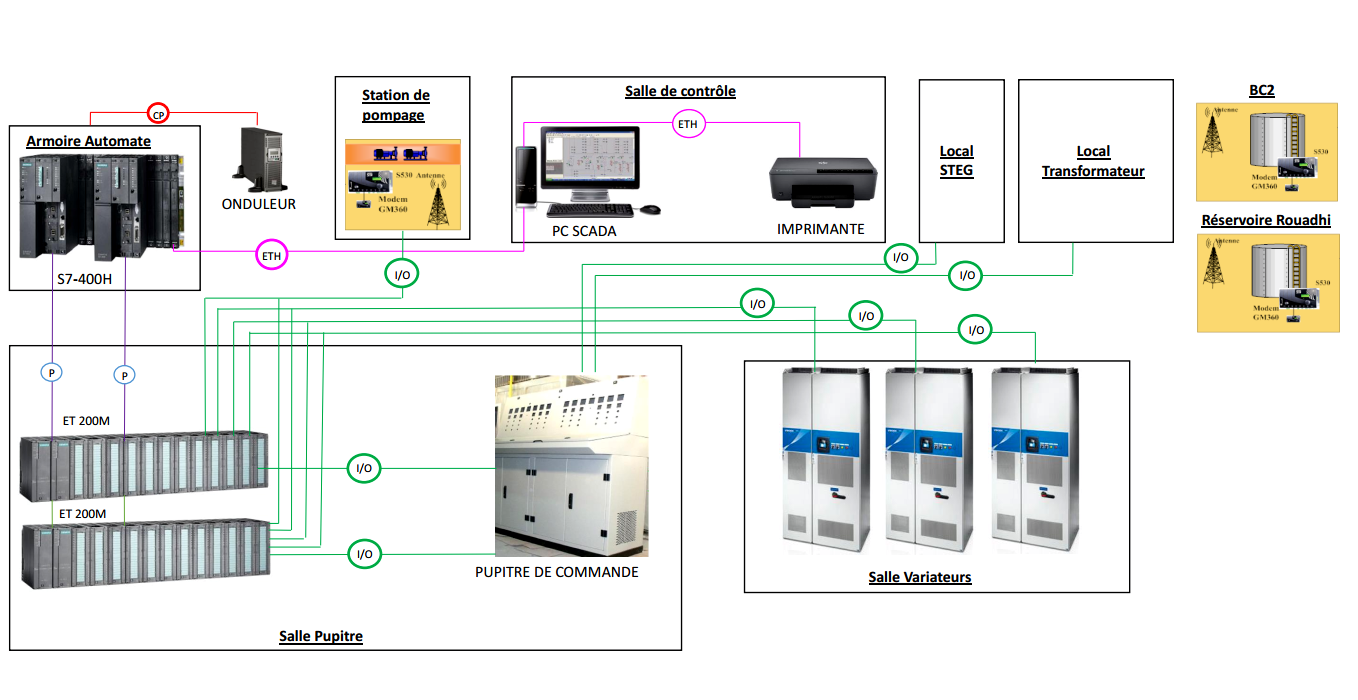 Armoire Automate
S7-400H
CP
ONDULEUR
ETH
Station de
pompage
S530 Antenne
Modem
GM360
I/O
Salle de contrôle
ETH
PC SCADA
IMPRIMANTE
Local
STEG
I/O
Local
Transformateur
I/O
BC2
Antenne
S530
Modem
GM360
Réservoire Rouadhi
Antenne
S530
Modem
GM360
I/O
I/O
I/O
P
P
ET 200M
I/O
ET 200M
I/O
PUPITRE DE COMMANDE
Salle Pupitre
Salle Variateurs